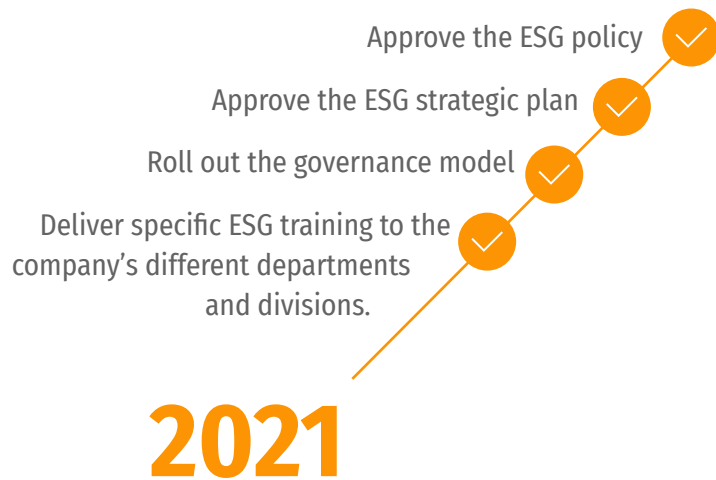 Approve the ESG policy
Approve the ESG strategic plan
Roll out the governance model
Deliver specific ESG training to the
company’s different departments
and divisions.
2021